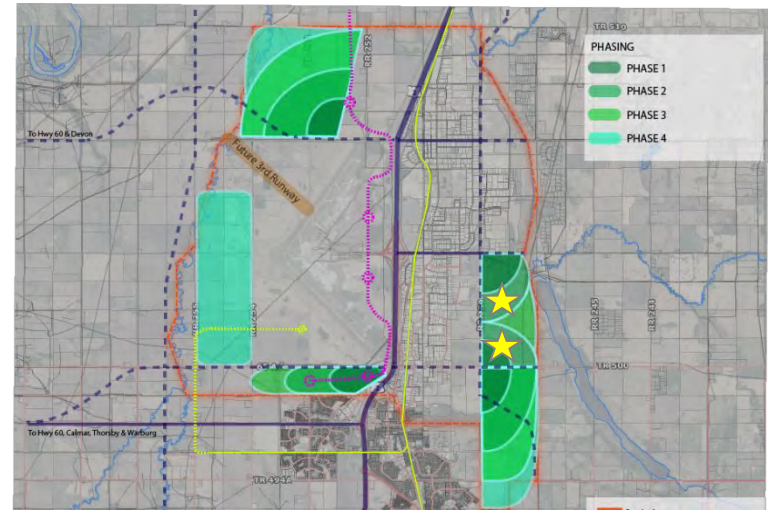 TR 510
PHASING
PHASE 1
PHASE 2
PHASE 3
PHASE 4
RR 252
To Hwy 60 & Devon
Future 3rd Runway
RR 243
RR 241
TR 500
To Hwy 60, Calmar, Thorsby & Warburg
TR 494A